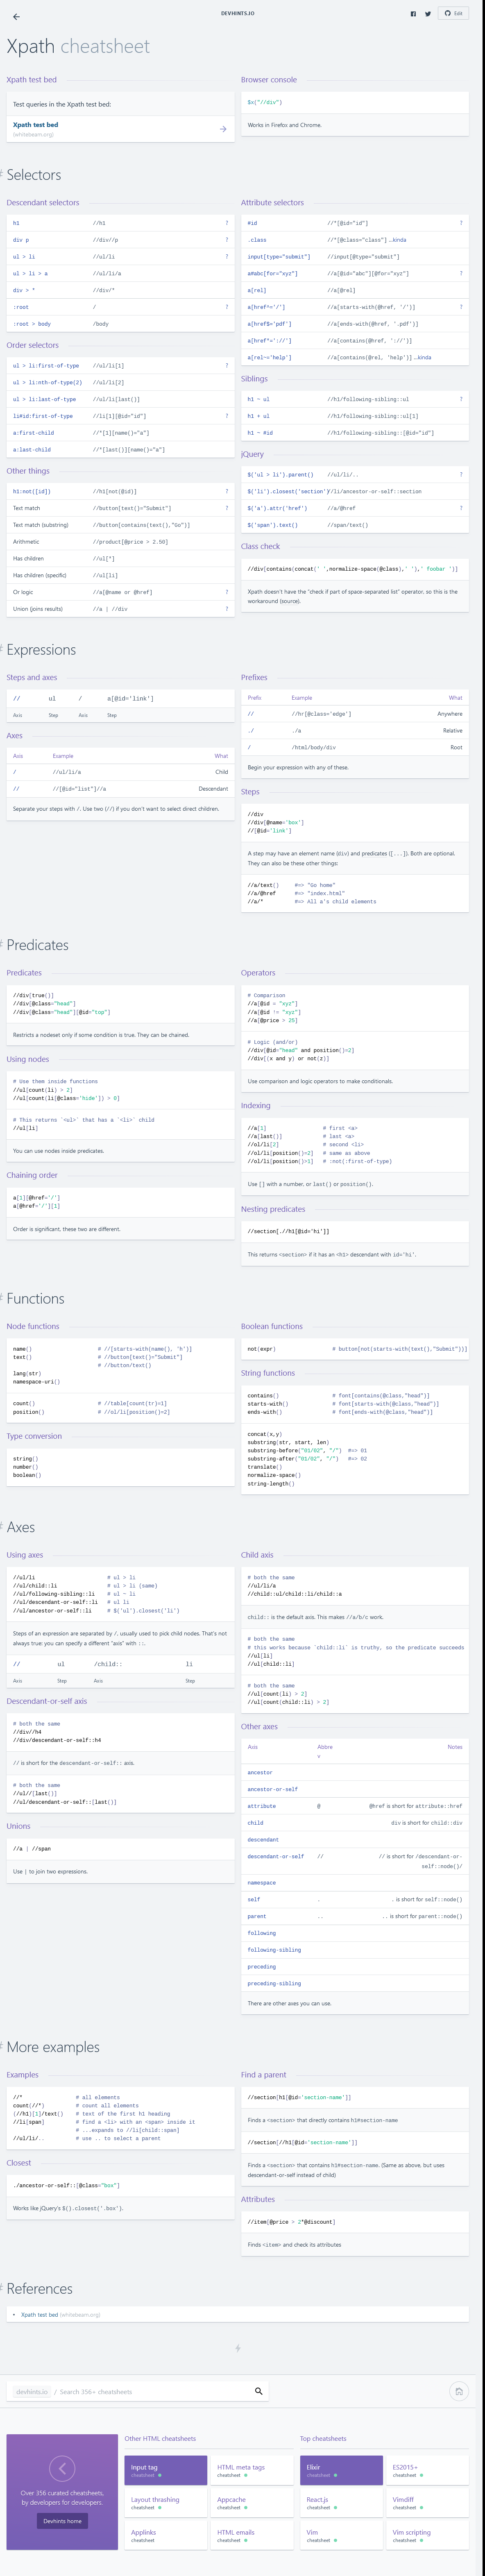 DEVHINTS.IO
Edit
Xpath cheatsheet
Xpath test bed
Test queries in the Xpath test bed:
Xpath test bed
(whitebeam.org)
Browser console
$x("//div")
Works in Firefox and Chrome.
# Selectors
Descendant selectors
h1 //h1 ?
div p //div//p ?
ul > li //ul/li ?
ul > li > a //ul/li/a
div > * //div/*
:root / ?
:root > body /body
Order selectors
ul > li:first-of-type //ul/li[1] ?
ul > li:nth-of-type(2) //ul/li[2]
ul > li:last-of-type //ul/li[last()]
li#id:first-of-type //li[1][@id="id"] ?
a:first-child //*[1][name()="a"]
a:last-child //*[last()][name()="a"]
Other things
h1:not([id]) //h1[not(@id)] ?
Text match //button[text()="Submit"] ?
Text match (substring) //button[contains(text(),"Go")]
Arithmetic //product[@price > 2.50]
Has children //ul[*]
Has children (specific) //ul[li]
Or logic //a[@name or @href] ?
Union (joins results) //a | //div ?
Attribute selectors
#id //*[@id="id"] ?
.class //*[@class="class"] …kinda
input[type="submit"] //input[@type="submit"]
a#abc[for="xyz"] //a[@id="abc"][@for="xyz"] ?
a[rel] //a[@rel]
a[href^='/'] //a[starts-with(@href, '/')] ?
a[href$='pdf'] //a[ends-with(@href, '.pdf')]
a[href*='://'] //a[contains(@href, '://')]
a[rel~='help'] //a[contains(@rel, 'help')] …kinda
Siblings
h1 ~ ul //h1/following-sibling::ul ?
h1 + ul //h1/following-sibling::ul[1]
h1 ~ #id //h1/following-sibling::[@id="id"]
jQuery
$('ul > li').parent() //ul/li/.. ?
$('li').closest('section') //li/ancestor-or-self::section
$('a').attr('href') //a/@href ?
$('span').text() //span/text()
Class check
//div[contains(concat(' ',normalize-space(@class),' '),' foobar ')]
Xpath doesn't have the "check if part of space-separated list" operator, so this is the
workaround (source).
# Expressions
Steps and axes
// ul / a[@id='link']
Axis Step Axis Step
Axes
Axis Example What
/ //ul/li/a Child
// //[@id="list"]//a Descendant
Separate your steps with /. Use two (//) if you don't want to select direct children.
Prefixes
Prefix Example What
// //hr[@class='edge'] Anywhere
./ ./a Relative
/ /html/body/div Root
Begin your expression with any of these.
Steps
//div
//div[@name='box']
//[@id='link']
A step may have an element name (div) and predicates ([...]). Both are optional.
They can also be these other things:
//a/text() #=> "Go home"
//a/@href #=> "index.html"
//a/* #=> All a's child elements
# Predicates
Predicates
//div[true()]
//div[@class="head"]
//div[@class="head"][@id="top"]
Restricts a nodeset only if some condition is true. They can be chained.
Using nodes
# Use them inside functions
//ul[count(li) > 2]
//ul[count(li[@class='hide']) > 0]
# This returns `<ul>` that has a `<li>` child
//ul[li]
You can use nodes inside predicates.
Chaining order
a[1][@href='/']
a[@href='/'][1]
Order is significant, these two are different.
Operators
# Comparison
//a[@id = "xyz"]
//a[@id != "xyz"]
//a[@price > 25]
# Logic (and/or)
//div[@id="head" and position()=2]
//div[(x and y) or not(z)]
Use comparison and logic operators to make conditionals.
Indexing
//a[1] # first <a>
//a[last()] # last <a>
//ol/li[2] # second <li>
//ol/li[position()=2] # same as above
//ol/li[position()>1] # :not(:first-of-type)
Use [] with a number, or last() or position().
Nesting predicates
//section[.//h1[@id='hi']]
This returns <section> if it has an <h1> descendant with id='hi'.
# Functions
Node functions
name() # //[starts-with(name(), 'h')]
text() # //button[text()="Submit"]
# //button/text()
lang(str)
namespace-uri()
count() # //table[count(tr)=1]
position() # //ol/li[position()=2]
Type conversion
string()
number()
boolean()
Boolean functions
not(expr) # button[not(starts-with(text(),"Submit"))]
String functions
contains() # font[contains(@class,"head")]
starts-with() # font[starts-with(@class,"head")]
ends-with() # font[ends-with(@class,"head")]
concat(x,y)
substring(str, start, len)
substring-before("01/02", "/") #=> 01
substring-after("01/02", "/") #=> 02
translate()
normalize-space()
string-length()
# Axes
Using axes
//ul/li # ul > li
//ul/child::li # ul > li (same)
//ul/following-sibling::li # ul ~ li
//ul/descendant-or-self::li # ul li
//ul/ancestor-or-self::li # $('ul').closest('li')
Steps of an expression are separated by /, usually used to pick child nodes. That's not
always true: you can specify a different "axis" with ::.
// ul /child:: li
Axis Step Axis Step
Descendant-or-self axis
# both the same
//div//h4
//div/descendant-or-self::h4
// is short for the descendant-or-self:: axis.
# both the same
//ul//[last()]
//ul/descendant-or-self::[last()]
Unions
//a | //span
Use | to join two expressions.
Child axis
# both the same
//ul/li/a
//child::ul/child::li/child::a
child:: is the default axis. This makes //a/b/c work.
# both the same
# this works because `child::li` is truthy, so the predicate succeeds
//ul[li]
//ul[child::li]
# both the same
//ul[count(li) > 2]
//ul[count(child::li) > 2]
Other axes
Axis Abbre Notes
v
ancestor
ancestor-or-self
attribute @ @href is short for attribute::href
child div is short for child::div
descendant
descendant-or-self // // is short for /descendant-or-
self::node()/
namespace
self . . is short for self::node()
parent .. .. is short for parent::node()
following
following-sibling
preceding
preceding-sibling
There are other axes you can use.
# More examples
Examples
//* # all elements
count(//*) # count all elements
(//h1)[1]/text() # text of the first h1 heading
//li[span] # find a <li> with an <span> inside it
# ...expands to //li[child::span]
//ul/li/.. # use .. to select a parent
Closest
./ancestor-or-self::[@class="box"]
Works like jQuery's $().closest('.box').
Find a parent
//section[h1[@id='section-name']]
Finds a <section> that directly contains h1#section-name
//section[//h1[@id='section-name']]
Finds a <section> that contains h1#section-name. (Same as above, but uses
descendant-or-self instead of child)
Attributes
//item[@price > 2*@discount]
Finds <item> and check its attributes
# References
• Xpath test bed (whitebeam.org)
devhints.io / Search 356+ cheatsheets
Over 356 curated cheatsheets,
by developers for developers.
Devhints home
Other HTML cheatsheets
Input tag
cheatsheet
HTML meta tags
cheatsheet
Layout thrashing
cheatsheet
Appcache
cheatsheet
Applinks
cheatsheet
HTML emails
cheatsheet
Top cheatsheets
Elixir
cheatsheet
ES2015+
cheatsheet
React.js
cheatsheet
Vimdiff
cheatsheet
Vim
cheatsheet
Vim scripting
cheatsheet